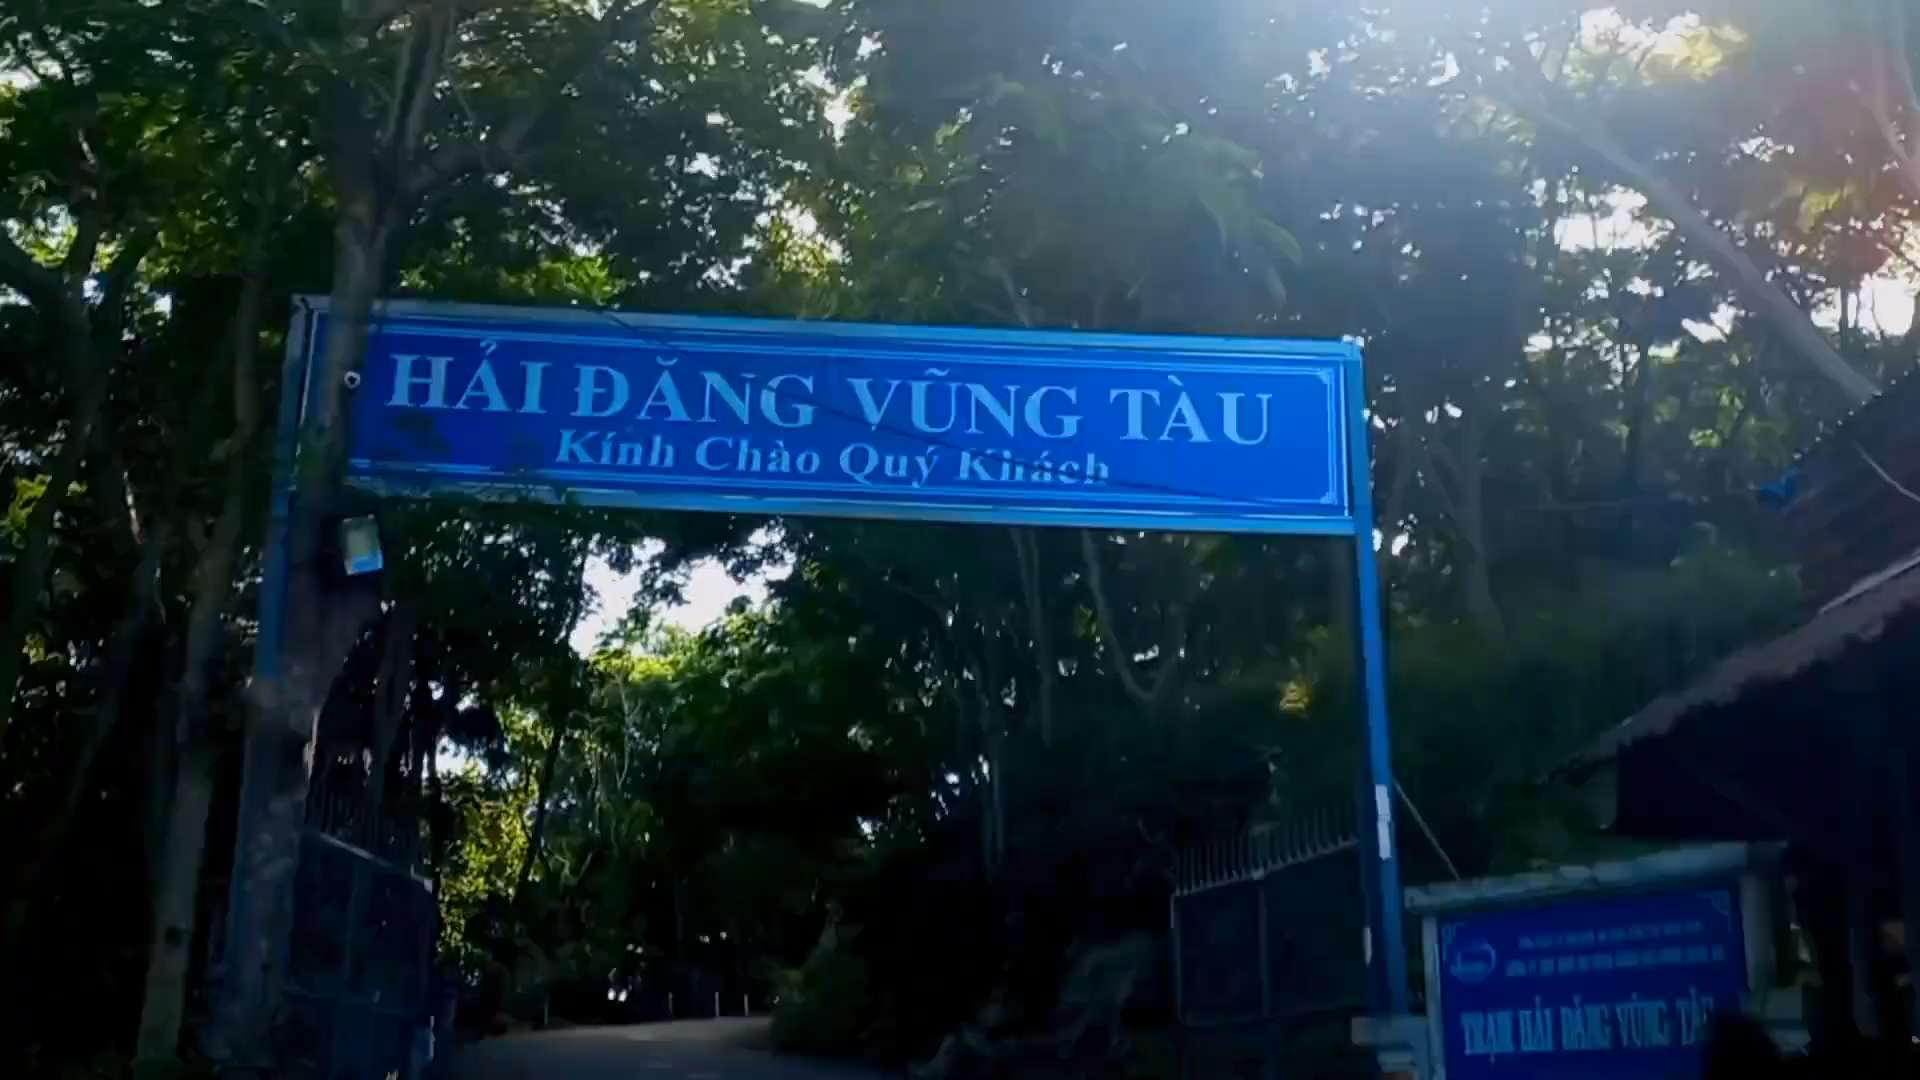 HẢI ĐĂNG VŨNG TÀU
Kính Chào Quý Khách
TRẠM HẢI ĐĂNG VŨNG TÀU